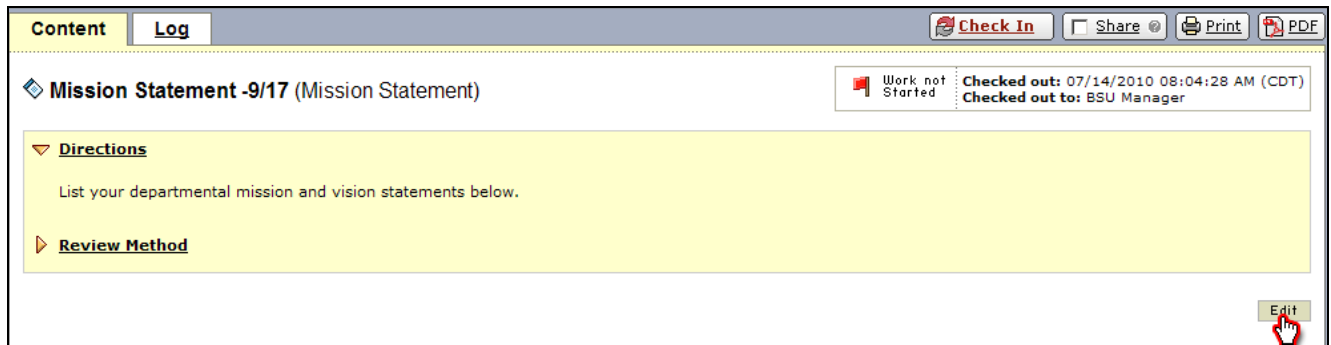 Content Log Check In Share Print PDF
Mission Statement -9/17 (Mission Statement)
Work not Started
Checked out: 07/14/2010 08:04:28 AM (CDT)
Checked out to: BSU Manager
Directions
List your departmental mission and vision statements below.
Review Method
Edit